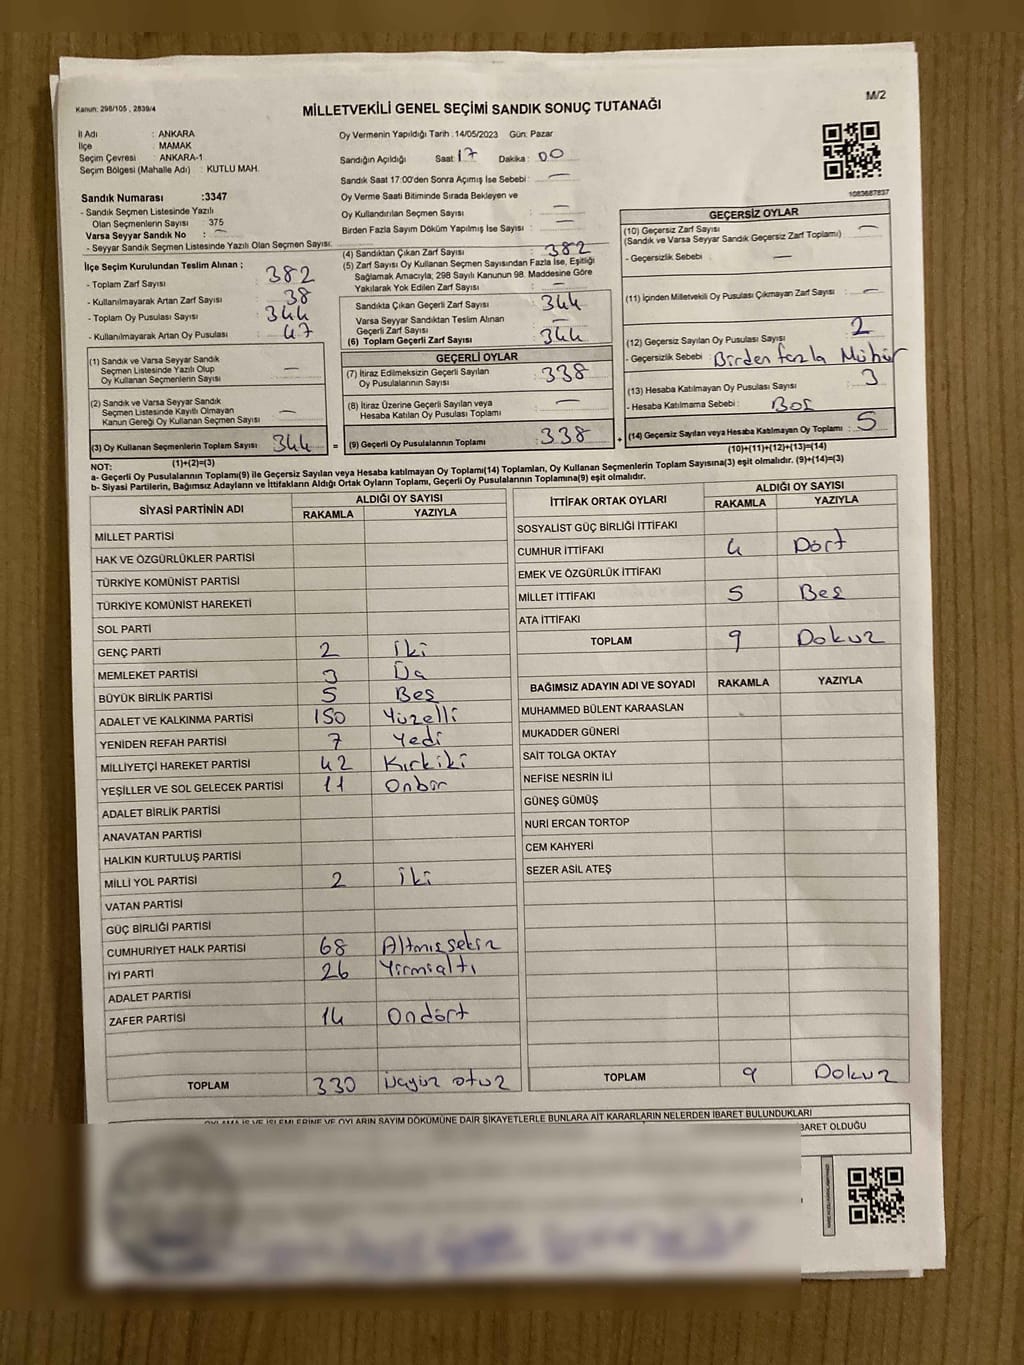 Kanun: 298/105 , 2839/4
MİLLETVEKİLİ GENEL SEÇİMİ SANDIK SONUÇ TUTANAĞI
M/2
İl Adı : ANKARA
İlçe : MAMAK
Seçim Çevresi : ANKARA-1
Seçim Bölgesi (Mahalle Adı) : KUTLU MAH.
Sandık Numarası :3347
- Sandık Seçmen Listesinde Yazılı
Olan Seçmenlerin Sayısı : 375
Varsa Seyyar Sandık No : —
- Seyyar Sandık Seçmen Listesinde Yazılı Olan Seçmen Sayısı:
İlçe Seçim Kurulundan Teslim Alınan ;
- Toplam Zarf Sayısı : 382
- Kullanılmayarak Artan Zarf Sayısı : 38
- Toplam Oy Pusulası Sayısı : 344
- Kullanılmayarak Artan Oy Pusulası : 47
(1) Sandık ve Varsa Seyyar Sandık
Seçmen Listesinde Yazılı Olup
Oy Kullanan Seçmenlerin Sayısı —
(2) Sandık ve Varsa Seyyar Sandık
Seçmen Listesinde Kayıtlı Olmayan
Kanun Gereği Oy Kullanan Seçmen Sayısı —
(3) Oy Kullanan Seçmenlerin Toplam Sayısı 344
(1)+(2)=(3)
Oy Vermenin Yapıldığı Tarih : 14/05/2023 Gün: Pazar
Sandığın Açıldığı Saat: 17 Dakika : 00
Sandık Saat 17:00'den Sonra Açımış İse Sebebi : —
Oy Verme Saati Bitiminde Sırada Bekleyen ve
Oy Kullandırılan Seçmen Sayısı : —
Birden Fazla Sayım Döküm Yapılmış İse Sayısı : —
(4) Sandıktan Çıkan Zarf Sayısı : 382
(5) Zarf Sayısı Oy Kullanan Seçmen Sayısından Fazla İse, Eşitliği
Sağlamak Amacıyla; 298 Sayılı Kanunun 98. Maddesine Göre
Yakılarak Yok Edilen Zarf Sayısı : —
Sandıkta Çıkan Geçerli Zarf Sayısı : 344
Varsa Seyyar Sandıktan Teslim Alınan
Geçerli Zarf Sayısı : —
(6) Toplam Geçerli Zarf Sayısı : 344
GEÇERLİ OYLAR
(7) İtiraz Edilmeksizin Geçerli Sayılan
Oy Pusulalarının Sayısı : 338
(8) İtiraz Üzerine Geçerli Sayılan veya
Hesaba Katılan Oy Pusulası Toplamı : —
= (9) Geçerli Oy Pusulalarının Toplamı : 338 +
1083687837
GEÇERSİZ OYLAR
(10) Geçersiz Zarf Sayısı : —
(Sandık ve Varsa Seyyar Sandık Geçersiz Zarf Toplamı)
- Geçersizlik Sebebi : —
(11) İçinden Milletvekili Oy Pusulası Çıkmayan Zarf Sayısı : —
(12) Geçersiz Sayılan Oy Pusulası Sayısı : 2
- Geçersizlik Sebebi : Birden fazla Mühür
(13) Hesaba Katılmayan Oy Pusulası Sayısı : 3
- Hesaba Katılmama Sebebi : Boş
(14) Geçersiz Sayılan veya Hesaba Katılmayan Oy Toplamı : 5
(10)+(11)+(12)+(13)=(14)
NOT:
a- Geçerli Oy Pusulalarının Toplamı(9) ile Geçersiz Sayılan veya Hesaba katılmayan Oy Toplamı(14) Toplamları, Oy Kullanan Seçmenlerin Toplam Sayısına(3) eşit olmalıdır. (9)+(14)=(3)
b- Siyasi Partilerin, Bağımsız Adayların ve İttifakların Aldığı Ortak Oyların Toplamı, Geçerli Oy Pusulalarının Toplamına(9) eşit olmalıdır.
SİYASİ PARTİNİN ADI ALDIĞI OY SAYISI
RAKAMLA YAZIYLA
MİLLET PARTİSİ
HAK VE ÖZGÜRLÜKLER PARTİSİ
TÜRKİYE KOMÜNİST PARTİSİ
TÜRKİYE KOMÜNİST HAREKETİ
SOL PARTİ
GENÇ PARTİ 2 İki
MEMLEKET PARTİSİ 3 Üç
BÜYÜK BİRLİK PARTİSİ 5 Beş
ADALET VE KALKINMA PARTİSİ 150 Yüzelli
YENİDEN REFAH PARTİSİ 7 Yedi
MİLLİYETÇİ HAREKET PARTİSİ 42 Kırkiki
YEŞİLLER VE SOL GELECEK PARTİSİ 11 Onbir
ADALET BİRLİK PARTİSİ
ANAVATAN PARTİSİ
HALKIN KURTULUŞ PARTİSİ
MİLLİ YOL PARTİSİ 2 İki
VATAN PARTİSİ
GÜÇ BİRLİĞİ PARTİSİ
CUMHURİYET HALK PARTİSİ 68 Altmışsekiz
İYİ PARTİ 26 Yirmialtı
ADALET PARTİSİ
ZAFER PARTİSİ 14 Ondört
TOPLAM 330 üçyüz otuz
İTTİFAK ORTAK OYLARI ALDIĞI OY SAYISI
RAKAMLA YAZIYLA
SOSYALİST GÜÇ BİRLİĞİ İTTİFAKI
CUMHUR İTTİFAKI 4 Dört
EMEK VE ÖZGÜRLÜK İTTİFAKI
MİLLET İTTİFAKI 5 Beş
ATA İTTİFAKI
TOPLAM 9 Dokuz
BAĞIMSIZ ADAYIN ADI VE SOYADI RAKAMLA YAZIYLA
MUHAMMED BÜLENT KARAASLAN
MUKADDER GÜNERİ
SAİT TOLGA OKTAY
NEFİSE NESRİN İLİ
GÜNEŞ GÜMÜŞ
NURİ ERCAN TORTOP
CEM KAHYERİ
SEZER ASİL ATEŞ
TOPLAM 9 Dokuz
OYLAMA İŞ VE İŞLEMLERİNE VE OYLARIN SAYIM DÖKÜMÜNE DAİR ŞİKAYETLERLE BUNLARA AİT KARARLARIN NELERDEN İBARET BULUNDUKLARI
BARET OLDUĞU